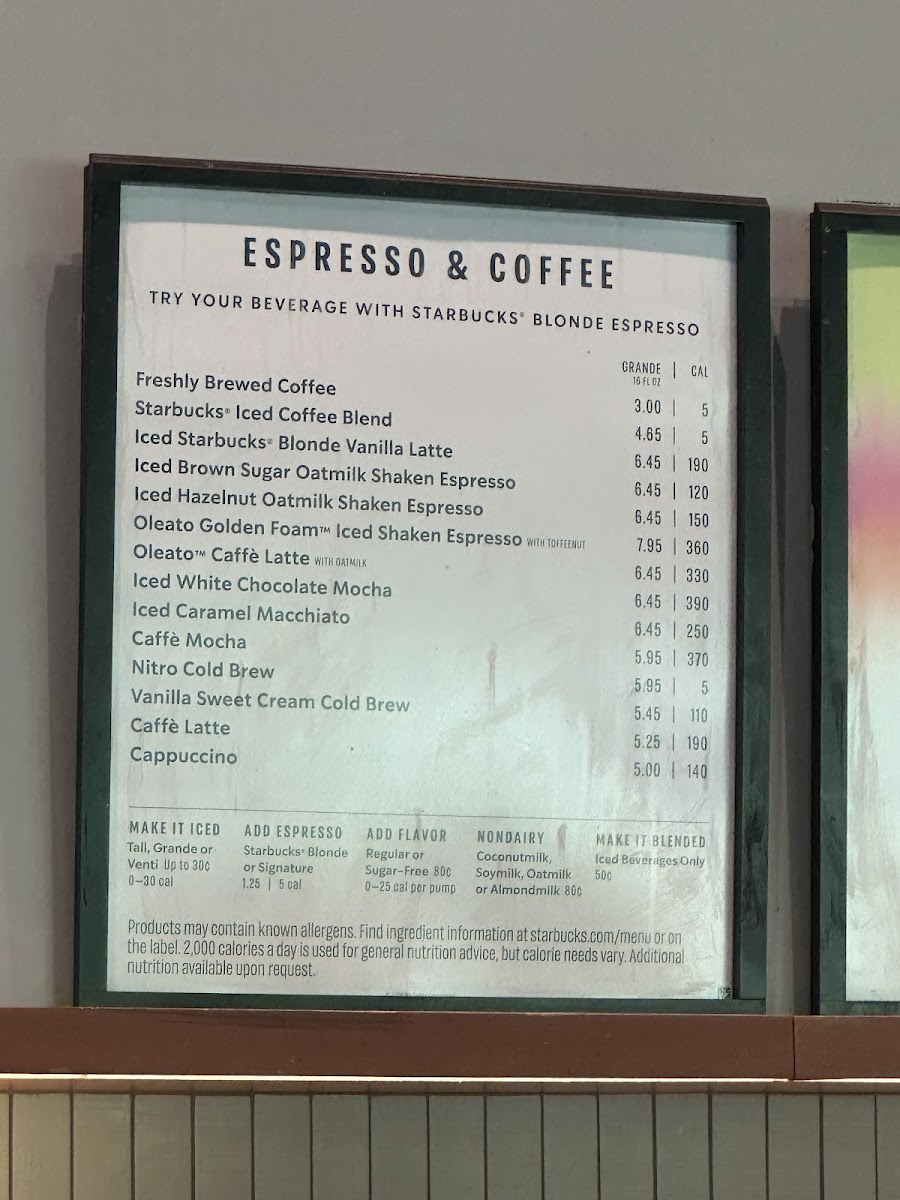 ESPRESSO & COFFEE
TRY YOUR BEVERAGE WITH STARBUCKS® BLONDE ESPRESSO
GRANDE | CAL
16 FL OZ
Freshly Brewed Coffee 3.00 | 5
Starbucks® Iced Coffee Blend 4.65 | 5
Iced Starbucks® Blonde Vanilla Latte 6.45 | 190
Iced Brown Sugar Oatmilk Shaken Espresso 6.45 | 120
Iced Hazelnut Oatmilk Shaken Espresso 6.45 | 150
Oleato Golden Foam™ Iced Shaken Espresso WITH TOFFEENUT 7.95 | 360
Oleato™ Caffè Latte WITH OATMILK 6.45 | 330
Iced White Chocolate Mocha 6.45 | 390
Iced Caramel Macchiato 6.45 | 250
Caffè Mocha 5.95 | 370
Nitro Cold Brew 5.95 | 5
Vanilla Sweet Cream Cold Brew 5.45 | 110
Caffè Latte 5.25 | 190
Cappuccino 5.00 | 140
MAKE IT ICED
Tall, Grande or
Venti Up to 30¢
0–30 cal
ADD ESPRESSO
Starbucks® Blonde
or Signature
1.25 | 5 cal
ADD FLAVOR
Regular or
Sugar-Free 80¢
0–25 cal per pump
NONDAIRY
Coconutmilk,
Soymilk, Oatmilk
or Almondmilk 80¢
MAKE IT BLENDED
Iced Beverages Only
50¢
Products may contain known allergens. Find ingredient information at starbucks.com/menu or on
the label. 2,000 calories a day is used for general nutrition advice, but calorie needs vary. Additional
nutrition available upon request.